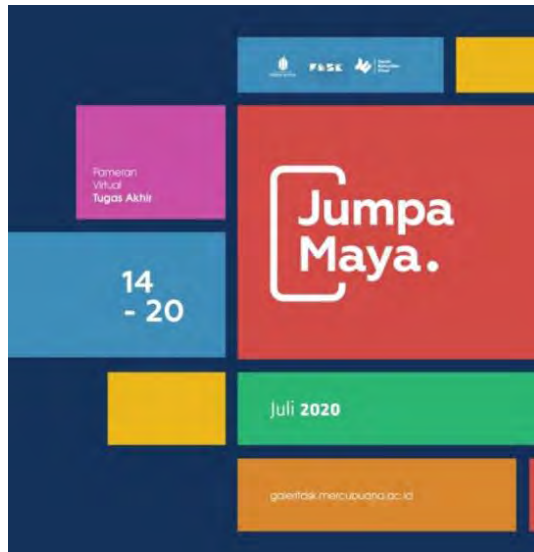 FDSK
Pameran
Virtual
Tugas Akhir
Jumpa
Maya.
14
- 20
Juli 2020
galerifdsk.mercubuana.ac.id